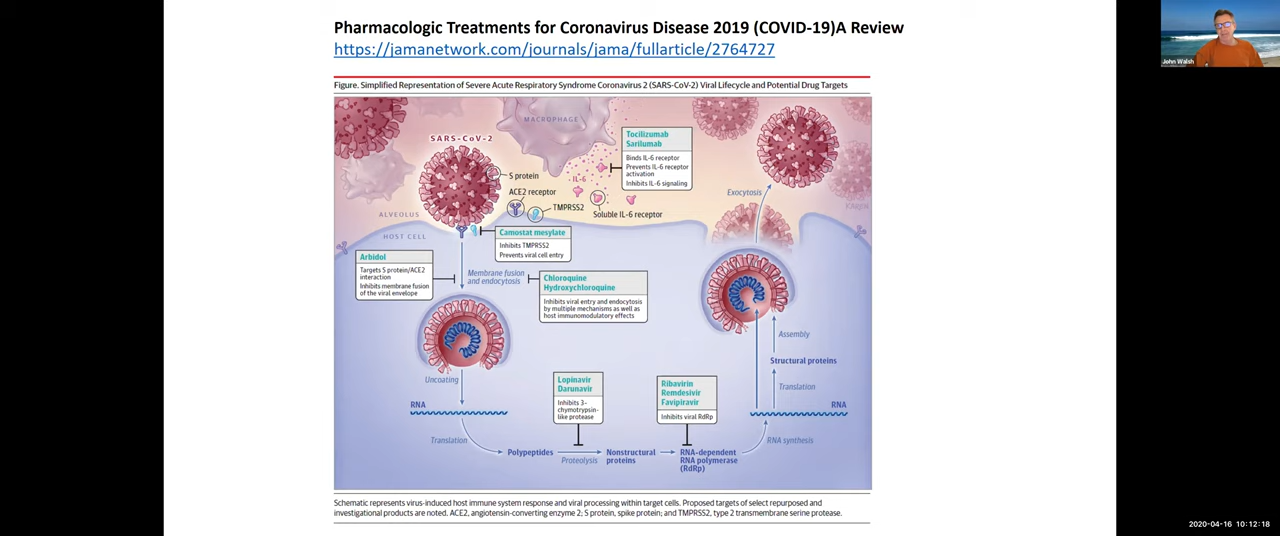 Pharmacologic Treatments for Coronavirus Disease 2019 (COVID-19)A Review
https://jamanetwork.com/journals/jama/fullarticle/2764727
John Walsh
Figure. Simplified Representation of Severe Acute Respiratory Syndrome Coronavirus 2 (SARS-CoV-2) Viral Lifecycle and Potential Drug Targets
MACROPHAGE
SARS-CoV-2
Tocilizumab
Sarilumab
Binds IL-6 receptor
Prevents IL-6 receptor
activation
Inhibits IL-6 signaling
S protein
IL-6
ACE2 receptor
TMPRSS2
Soluble IL-6 receptor
Exocytosis
ALVEOLUS
HOST CELL
Camostat mesylate
Inhibits TMPRSS2
Prevents viral cell entry
Arbidol
Targets S protein/ACE2
interaction
Inhibits membrane fusion
of the viral envelope
Membrane fusion
and endocytosis
Chloroquine
Hydroxychloroquine
Inhibits viral entry and endocytosis
by multiple mechanisms as well as
host immunomodulatory effects
Assembly
Structural proteins
Uncoating
Lopinavir
Darunavir
Inhibits 3-
chymotrypsin-
like protease
Ribavirin
Remdesivir
Favipiravir
Inhibits viral RdRp
Translation
RNA
RNA
Translation
RNA synthesis
Polypeptides
Proteolysis
Nonstructural
proteins
RNA-dependent
RNA polymerase
(RdRp)
Schematic represents virus-induced host immune system response and viral processing within target cells. Proposed targets of select repurposed and
investigational products are noted. ACE2, angiotensin-converting enzyme 2; S protein, spike protein; and TMPRSS2, type 2 transmembrane serine protease.
2020-04-16 10:12:18